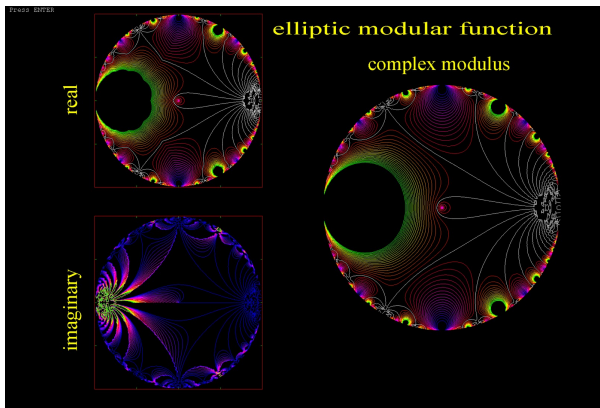 Press ENTER
elliptic modular function
complex modulus
real
imaginary